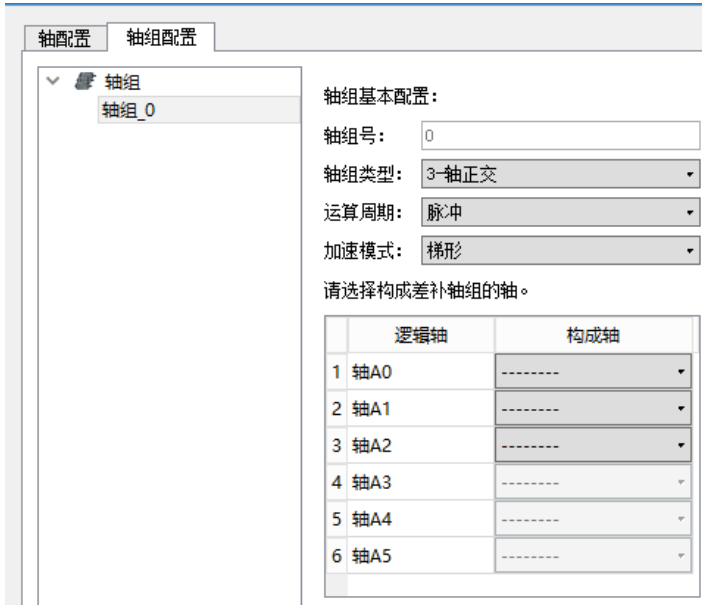 轴配置 轴组配置
轴组
轴组_0
轴组基本配置：
轴组号： 0
轴组类型： 3-轴正交
运算周期： 脉冲
加速模式： 梯形
请选择构成差补轴组的轴。
逻辑轴 构成轴
1 轴A0 --------
2 轴A1 --------
3 轴A2 --------
4 轴A3 --------
5 轴A4 --------
6 轴A5 --------